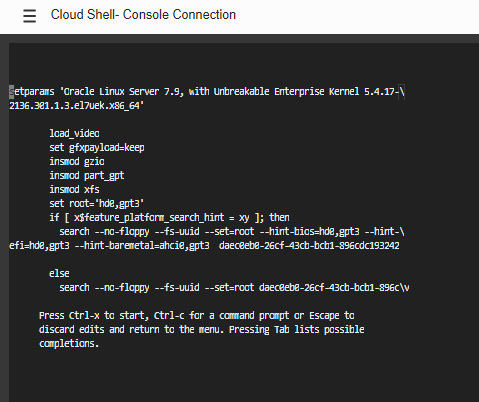 Cloud Shell- Console Connection
setparams 'Oracle Linux Server 7.9, with Unbreakable Enterprise Kernel 5.4.17-\
2136.301.1.3.el7uek.x86_64'
load_video
set gfxpayload=keep
insmod gzio
insmod part_gpt
insmod xfs
set root='hd0,gpt3'
if [ x$feature_platform_search_hint = xy ]; then
search --no-floppy --fs-uuid --set=root --hint-bios=hd0,gpt3 --hint-\
efi=hd0,gpt3 --hint-baremetal=ahci0,gpt3  daec0eb0-26cf-43cb-bcb1-896cdc193242
else
search --no-floppy --fs-uuid --set=root daec0eb0-26cf-43cb-bcb1-896c\v
Press Ctrl-x to start, Ctrl-c for a command prompt or Escape to
discard edits and return to the menu. Pressing Tab lists possible
completions.